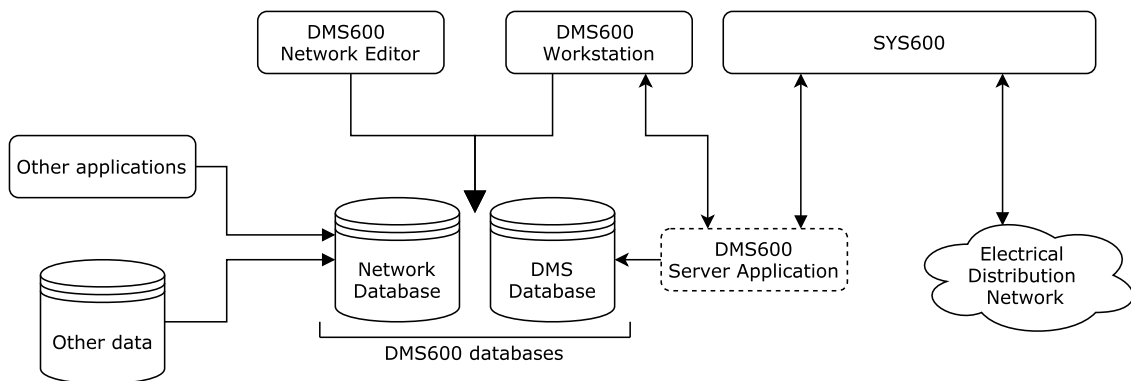 DMS600
Network Editor
DMS600
Workstation
SYS600
Other applications
Network
Database
DMS
Database
DMS600
Server Application
Electrical
Distribution
Network
Other data
DMS600 databases